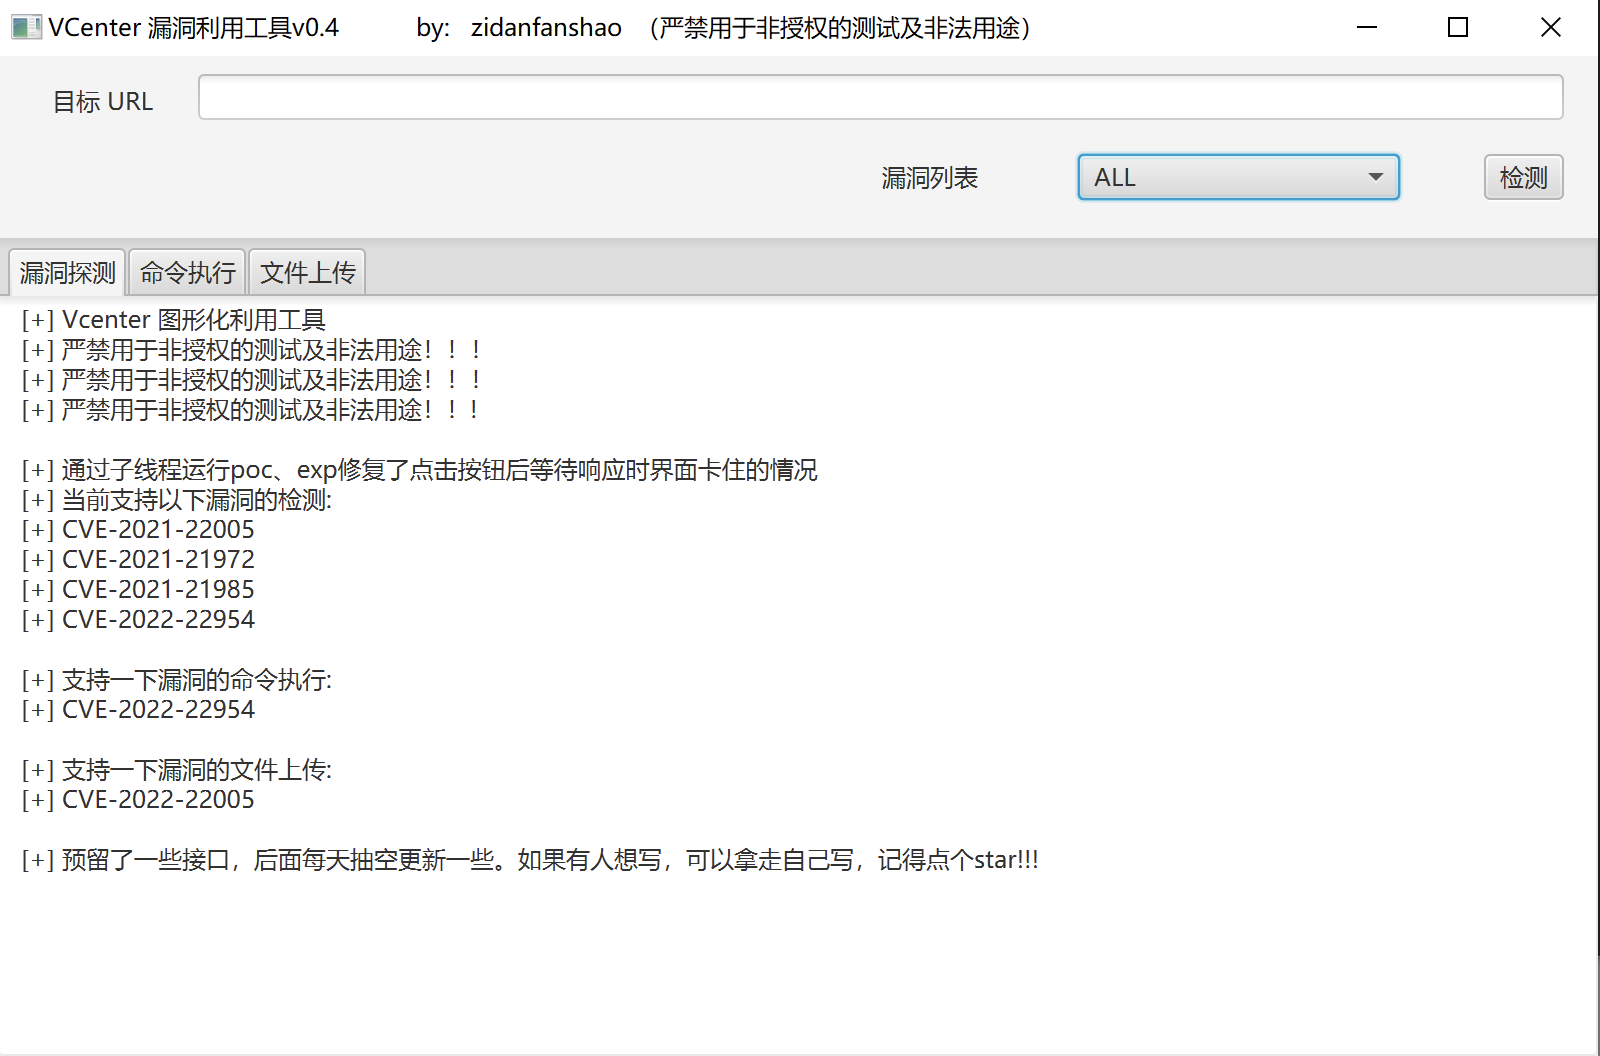 VCenter 漏洞利用工具v0.4 by: zidanfanshao （严禁用于非授权的测试及非法用途）
目标 URL
漏洞列表 ALL 检测
漏洞探测 命令执行 文件上传
[+] Vcenter 图形化利用工具
[+] 严禁用于非授权的测试及非法用途！！！
[+] 严禁用于非授权的测试及非法用途！！！
[+] 严禁用于非授权的测试及非法用途！！！
[+] 通过子线程运行poc、exp修复了点击按钮后等待响应时界面卡住的情况
[+] 当前支持以下漏洞的检测:
[+] CVE-2021-22005
[+] CVE-2021-21972
[+] CVE-2021-21985
[+] CVE-2022-22954
[+] 支持一下漏洞的命令执行:
[+] CVE-2022-22954
[+] 支持一下漏洞的文件上传:
[+] CVE-2022-22005
[+] 预留了一些接口，后面每天抽空更新一些。如果有人想写，可以拿走自己写，记得点个star!!!